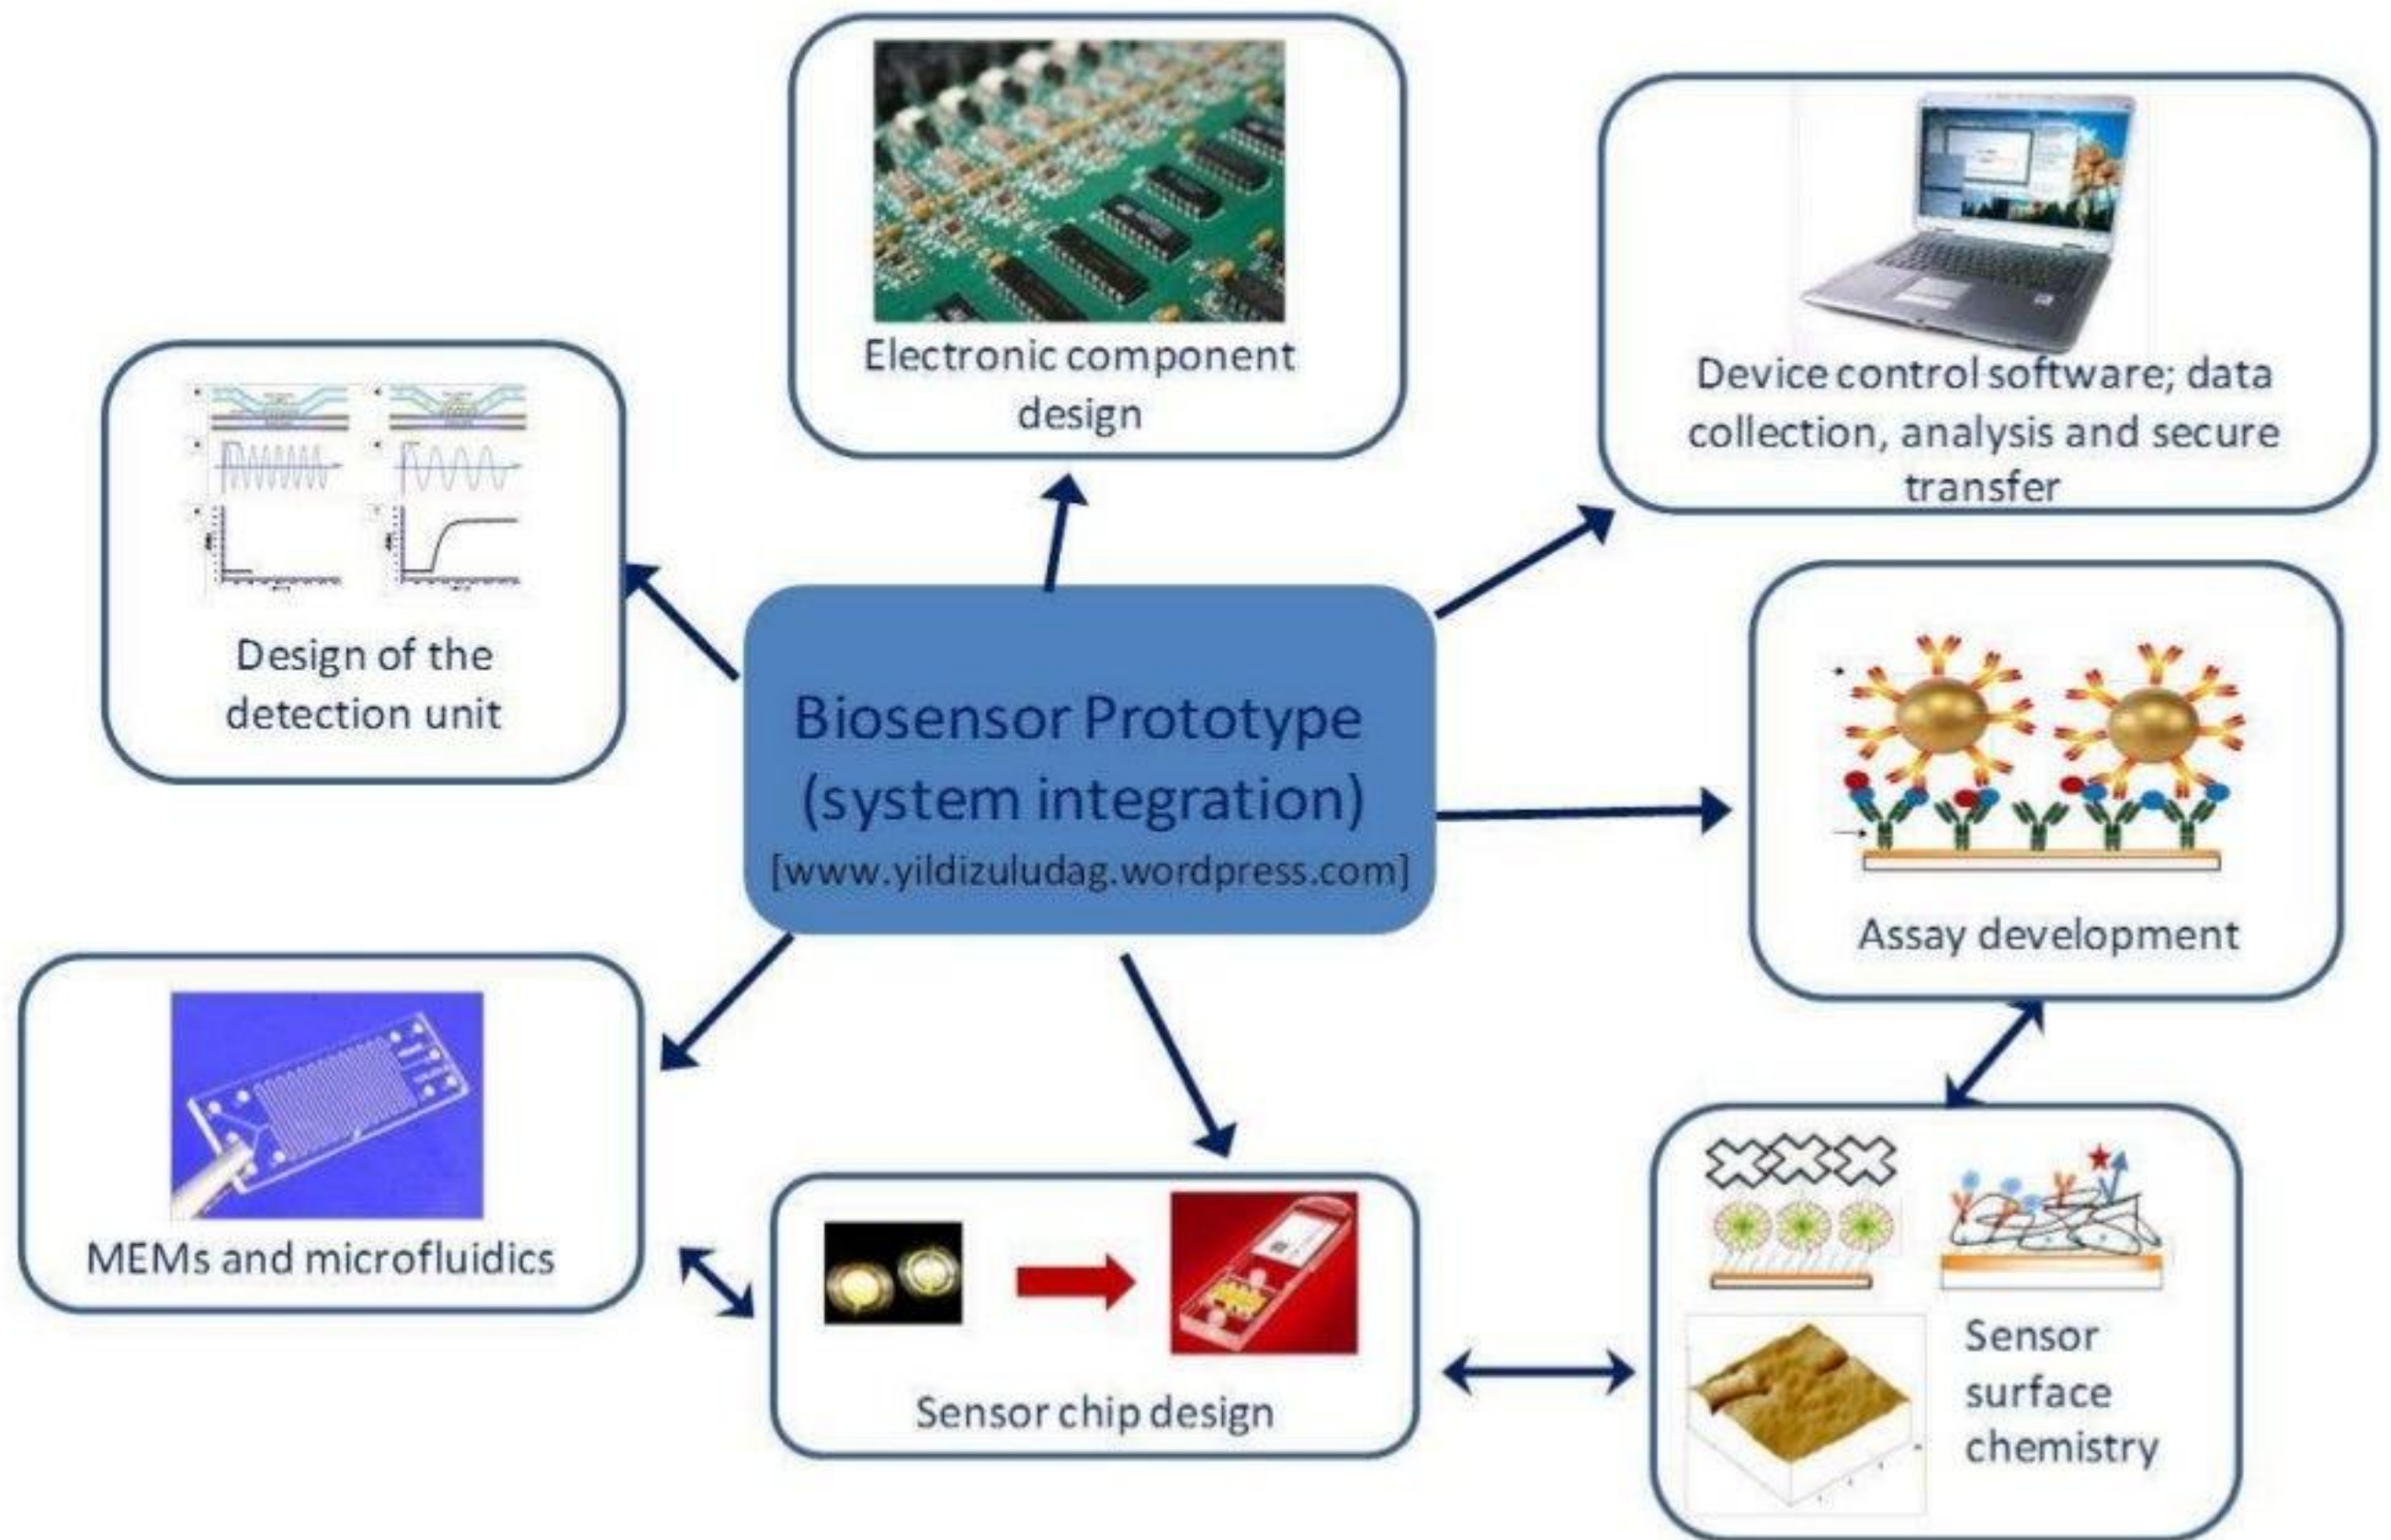 Electronic component
design
Device control software; data
collection, analysis and secure
transfer
Design of the
detection unit
Biosensor Prototype
(system integration)
[www.yildizuludag.wordpress.com]
Assay development
MEMs and microfluidics
Sensor chip design
Sensor
surface
chemistry